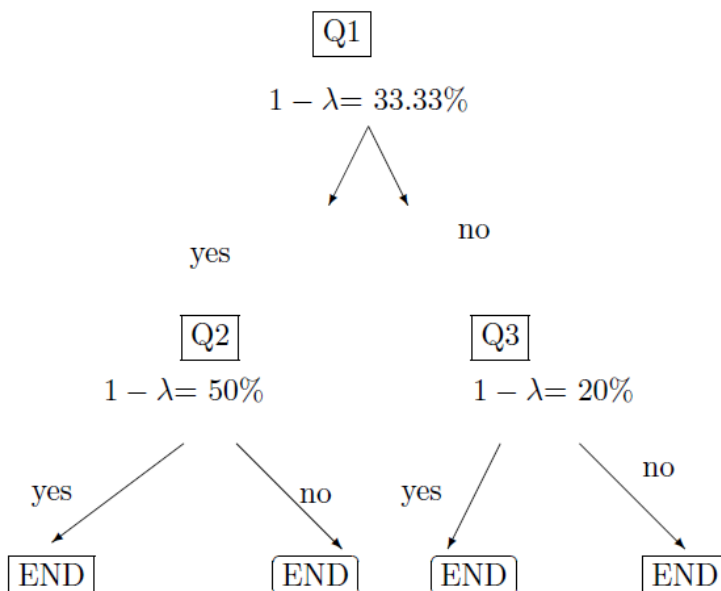 Q1
1 − λ= 33.33%
no
yes
Q2 Q3
1 − λ= 50% 1 − λ= 20%
yes no yes no
END END END END